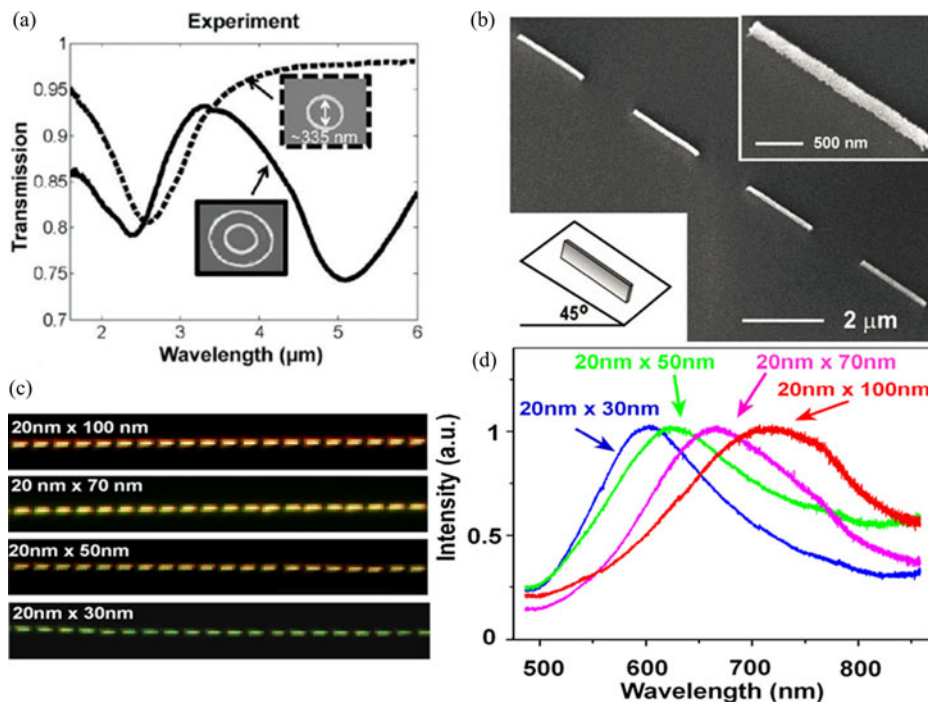 (a)
Experiment
Transmission
1
0.95
0.9
0.85
0.8
0.75
0.7
~335 nm
2
3
4
5
6
Wavelength (µm)
(b)
500 nm
45º
2 µm
(c)
20nm x 100 nm
20 nm x 70 nm
20nm x 50nm
20nm x 30nm
(d)
20nm x 50nm
20nm x 70nm
20nm x 30nm
20nm x 100nm
Intensity (a.u.)
1
0.5
0
500
600
700
800
Wavelength (nm)